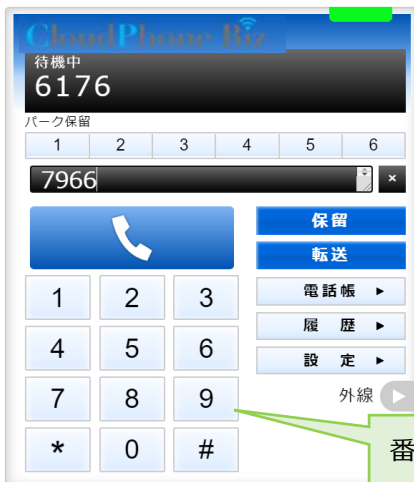 CloudPhone Biz
待機中
6176
パーク保留
1 2 3 4 5 6
7966 ×
保留
転送
1 2 3 電話帳 ▶
履 歴 ▶
4 5 6 設 定 ▶
7 8 9 外線 ▶
* 0 # 番